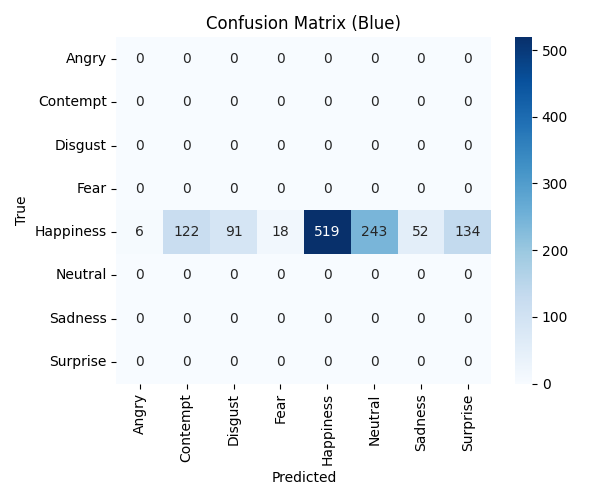 Confusion Matrix (Blue)
True
Angry 0 0 0 0 0 0 0 0
Contempt 0 0 0 0 0 0 0 0
Disgust 0 0 0 0 0 0 0 0
Fear 0 0 0 0 0 0 0 0
Happiness 6 122 91 18 519 243 52 134
Neutral 0 0 0 0 0 0 0 0
Sadness 0 0 0 0 0 0 0 0
Surprise 0 0 0 0 0 0 0 0
Angry Contempt Disgust Fear Happiness Neutral Sadness Surprise
Predicted
500
400
300
200
100
0